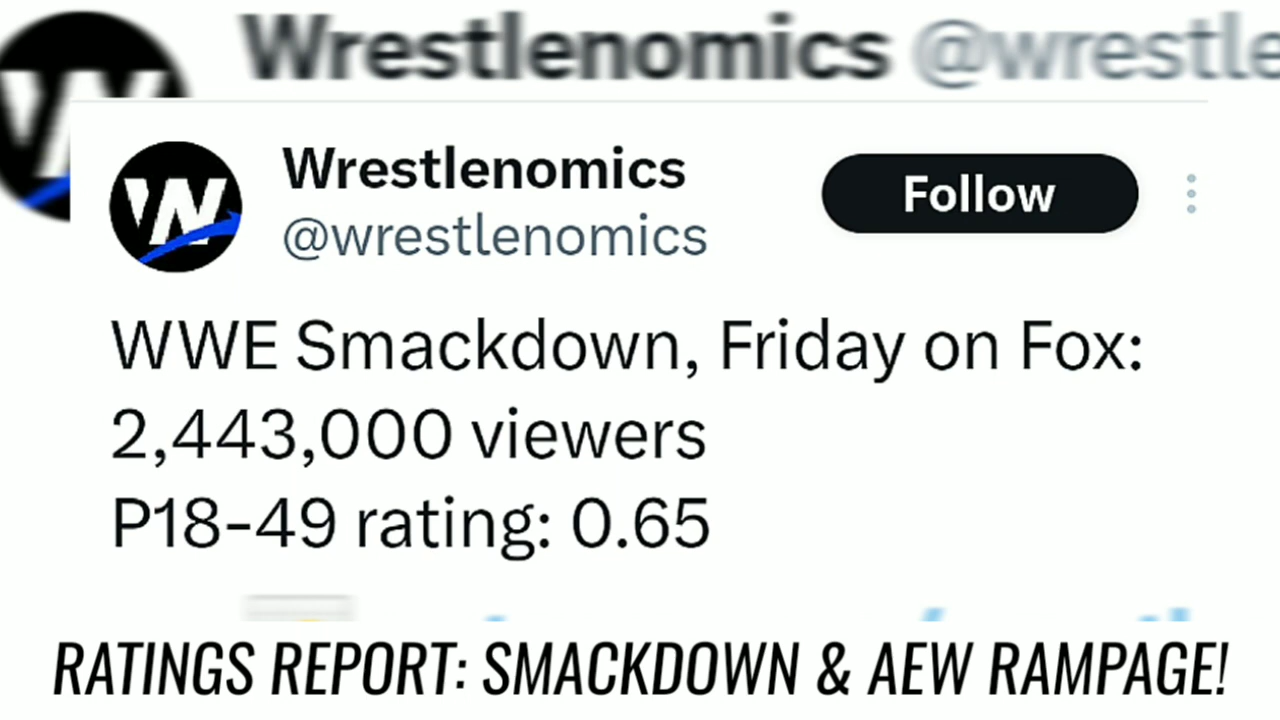 Wrestlenomics @wrestle
Wrestlenomics
Follow
@wrestlenomics
WWE Smackdown, Friday on Fox:
2,443,000 viewers
P18-49 rating: 0.65
RATINGS REPORT: SMACKDOWN & AEW RAMPAGE!